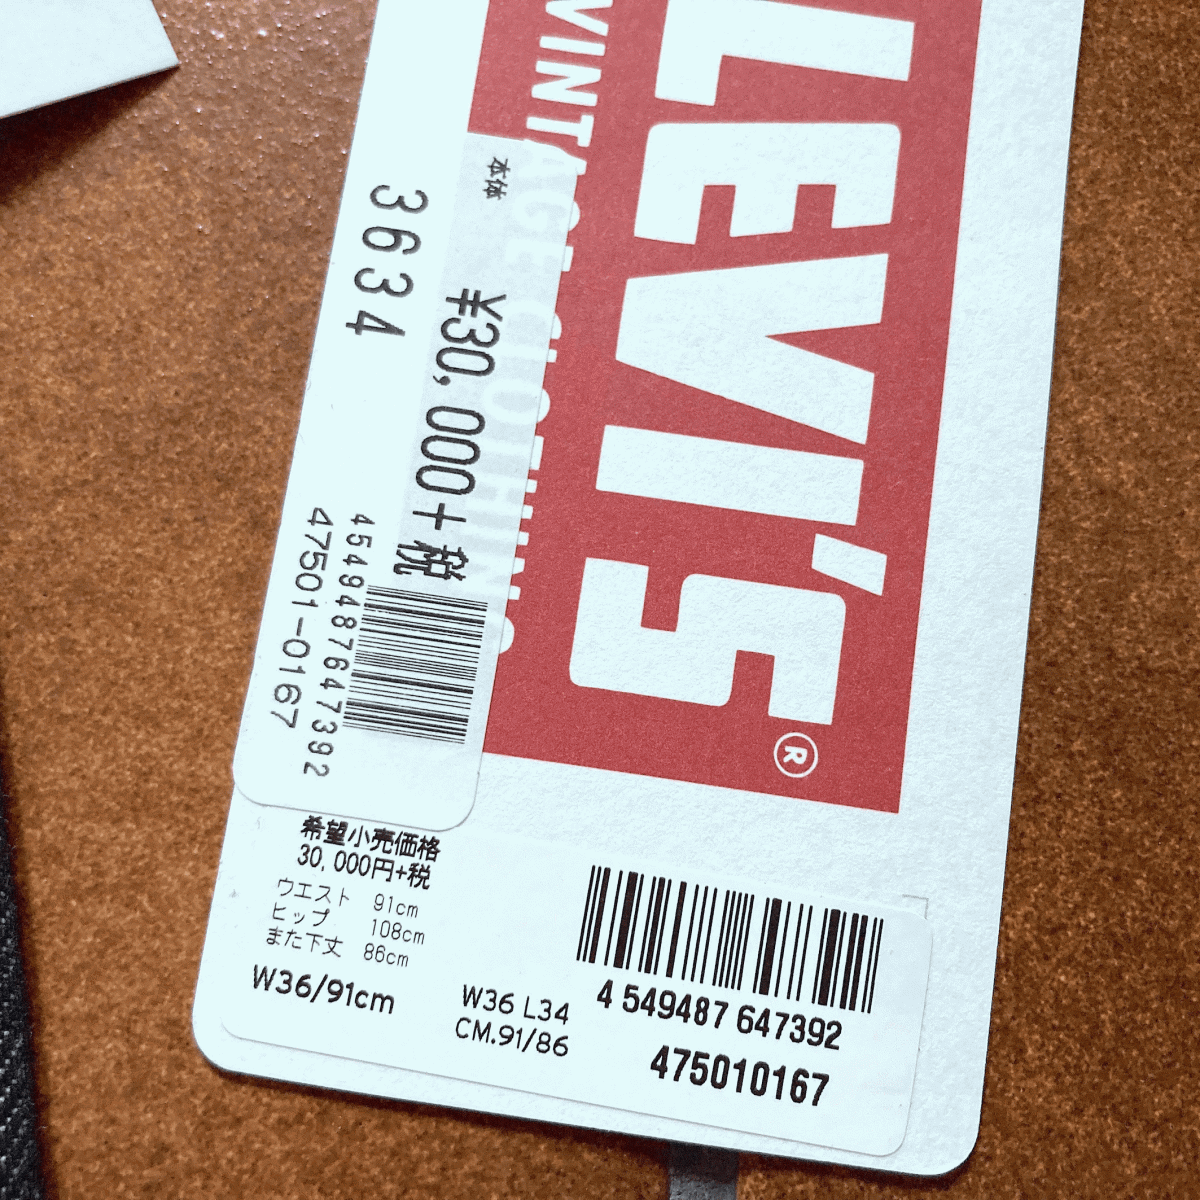 LEVI'S®
VINTAGE CLOTHING
本体
¥30,000+税
3634
4549487647392
47501-0167
希望小売価格
30,000円+税
ウエスト 91cm
ヒップ 108cm
また下丈 86cm
W36/91cm
W36 L34
CM.91/86
4 549487 647392
475010167